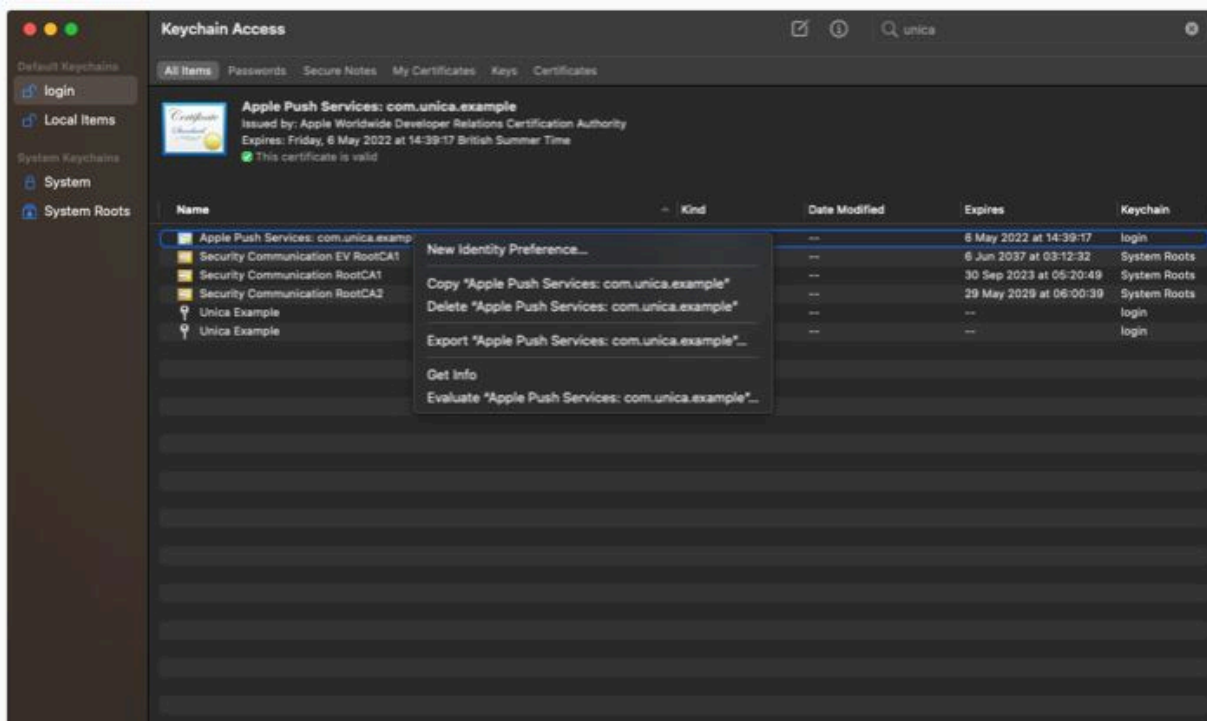 Keychain Access
unica
Default Keychains
login
Local Items
System Keychains
System
System Roots
All Items Passwords Secure Notes My Certificates Keys Certificates
Apple Push Services: com.unica.example
Issued by: Apple Worldwide Developer Relations Certification Authority
Expires: Friday, 6 May 2022 at 14:39:17 British Summer Time
This certificate is valid
Name Kind Date Modified Expires Keychain
Apple Push Services: com.unica.examp -- 6 May 2022 at 14:39:17 login
Security Communication EV RootCA1 -- 6 Jun 2037 at 03:12:32 System Roots
Security Communication RootCA1 -- 30 Sep 2023 at 05:20:49 System Roots
Security Communication RootCA2 -- 29 May 2029 at 06:00:39 System Roots
Unica Example -- -- login
Unica Example -- -- login
New Identity Preference...
Copy "Apple Push Services: com.unica.example"
Delete "Apple Push Services: com.unica.example"
Export "Apple Push Services: com.unica.example"...
Get Info
Evaluate "Apple Push Services: com.unica.example"...